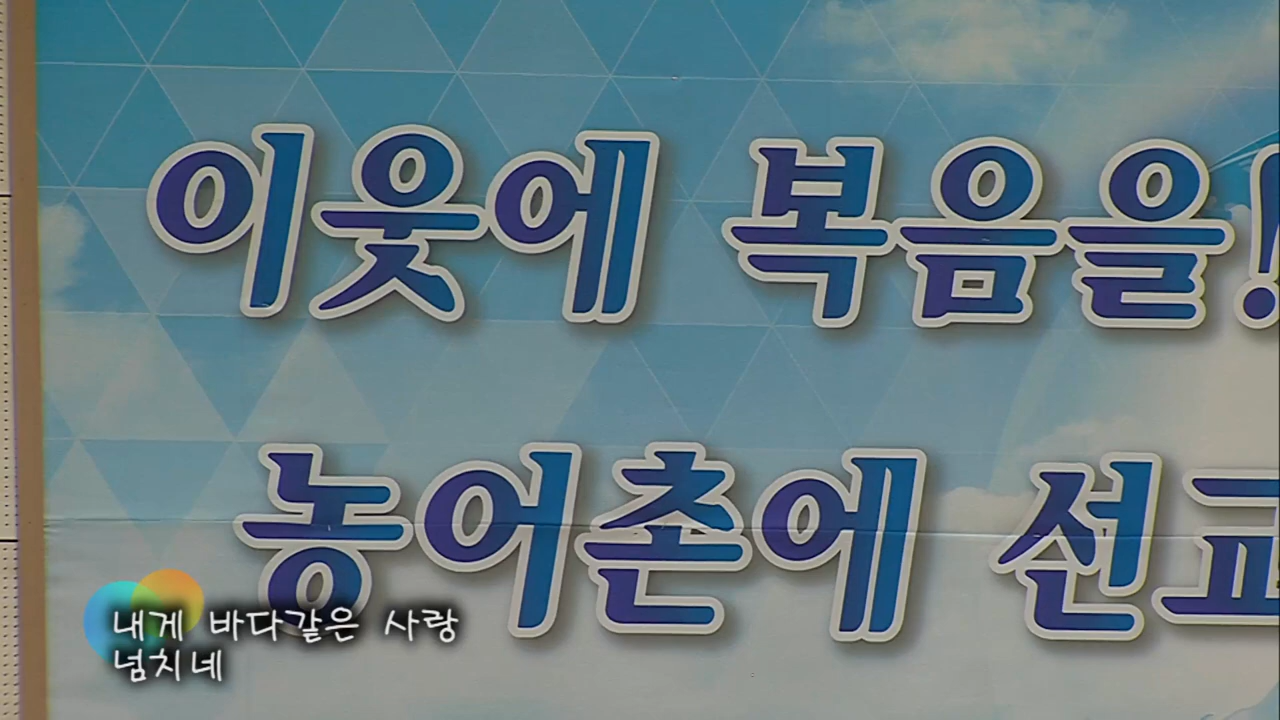 이웃에 복음을!
농어촌에 선교
내게 바다같은 사랑
넘치네